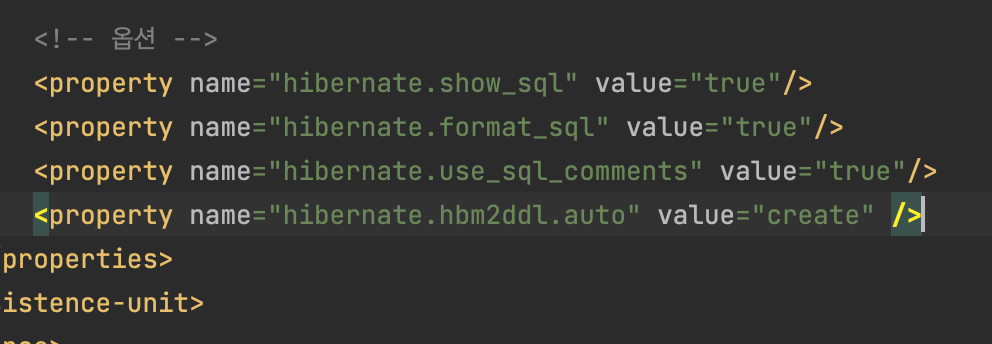 <!-- 옵션 -->
<property name="hibernate.show_sql" value="true"/>
<property name="hibernate.format_sql" value="true"/>
<property name="hibernate.use_sql_comments" value="true"/>
<property name="hibernate.hbm2ddl.auto" value="create" />
properties>
istence-unit>